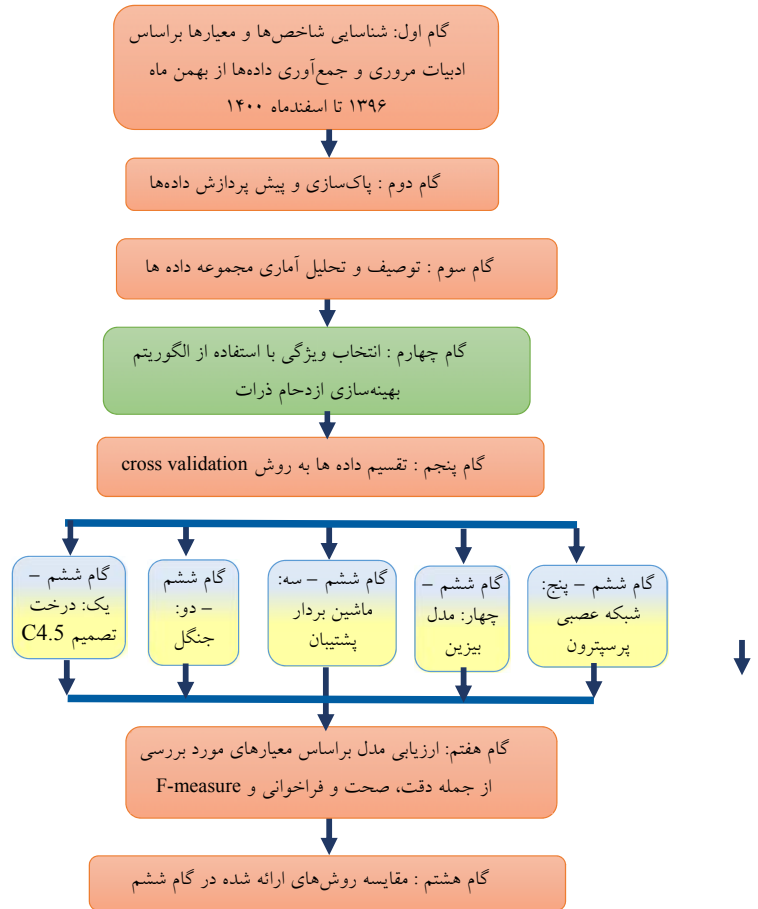 گام اول: شناسایی شاخص‌ها و معیارها براساس
ادبیات مروری و جمع‌آوری داده‌ها از بهمن ماه
۱۳۹۶ تا اسفندماه ۱۴۰۰
گام دوم : پاک‌سازی و پیش پردازش داده‌ها
گام سوم : توصیف و تحلیل آماری مجموعه داده ها
گام چهارم : انتخاب ویژگی با استفاده از الگوریتم
بهینه‌سازی ازدحام ذرات
گام پنجم : تقسیم داده ها به روش cross validation
گام ششم – پنج:
شبکه عصبی
پرسپترون
گام ششم –
چهار: مدل
بیزین
گام ششم – سه:
ماشین بردار
پشتیبان
گام ششم
– دو:
جنگل
گام ششم –
یک: درخت
تصمیم C4.5
گام هفتم: ارزیابی مدل براساس معیارهای مورد بررسی
از جمله دقت، صحت و فراخوانی و F-measure
گام هشتم : مقایسه روش‌های ارائه شده در گام ششم